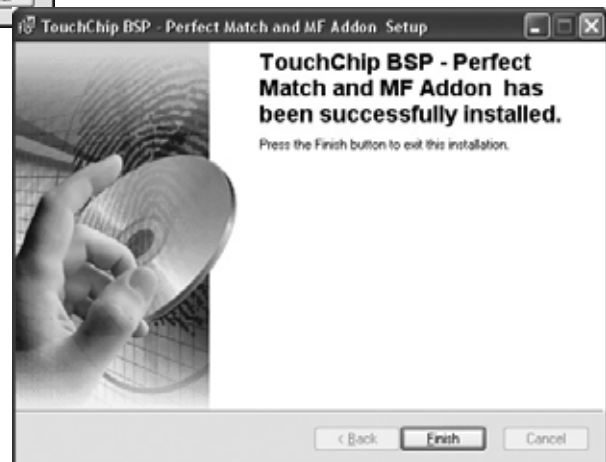 TouchChip BSP - Perfect Match and MF Addon Setup
TouchChip BSP - Perfect
Match and MF Addon has
been successfully installed.
Press the Finish button to exit this installation.
< Back
Finish
Cancel